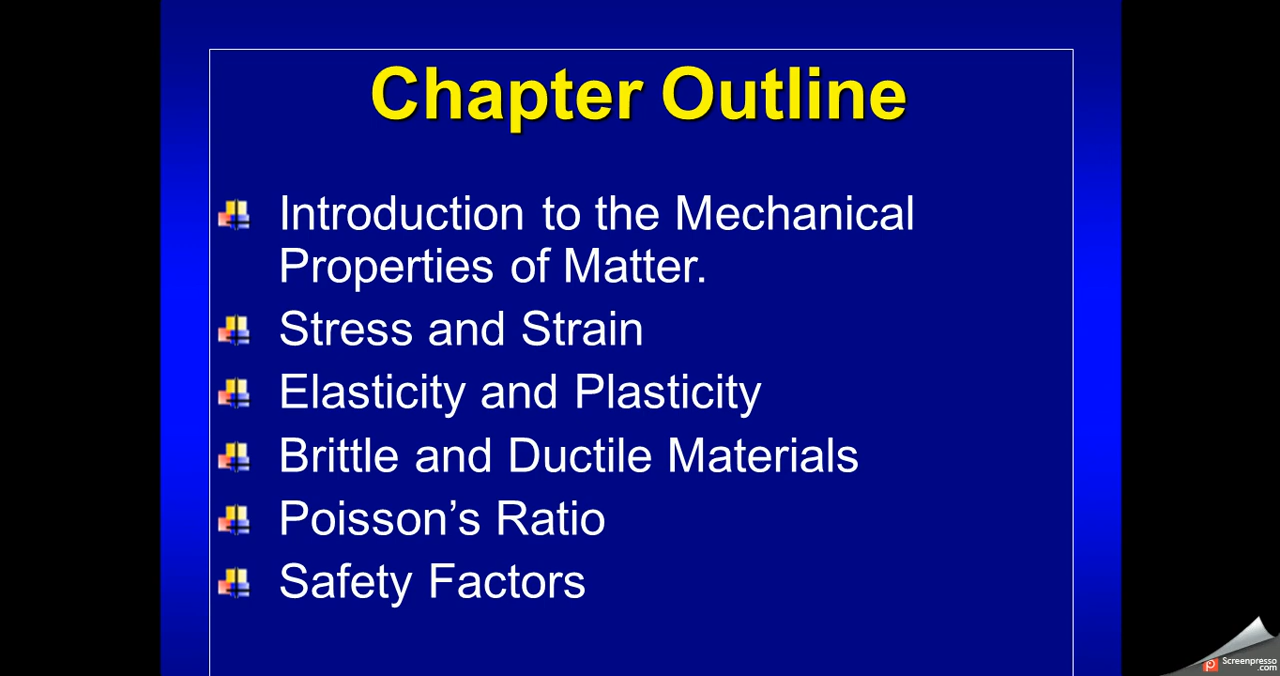 Chapter Outline
Introduction to the Mechanical
Properties of Matter.
Stress and Strain
Elasticity and Plasticity
Brittle and Ductile Materials
Poisson’s Ratio
Safety Factors
Screenpresso
.com